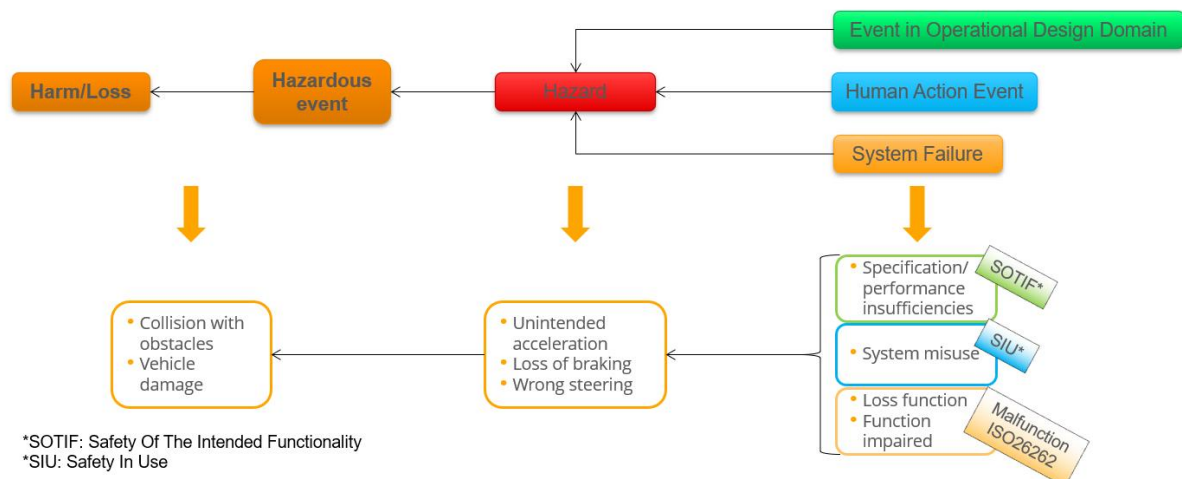 Event in Operational Design Domain
Harm/Loss
Hazardous
event
Hazard
Human Action Event
System Failure
• Collision with
obstacles
• Vehicle
damage
• Unintended
acceleration
• Loss of braking
• Wrong steering
• Specification/
performance
insufficiencies
SOTIF*
• System misuse
SIU*
• Loss function
• Function
impaired
Malfunction
ISO26262
*SOTIF: Safety Of The Intended Functionality
*SIU: Safety In Use